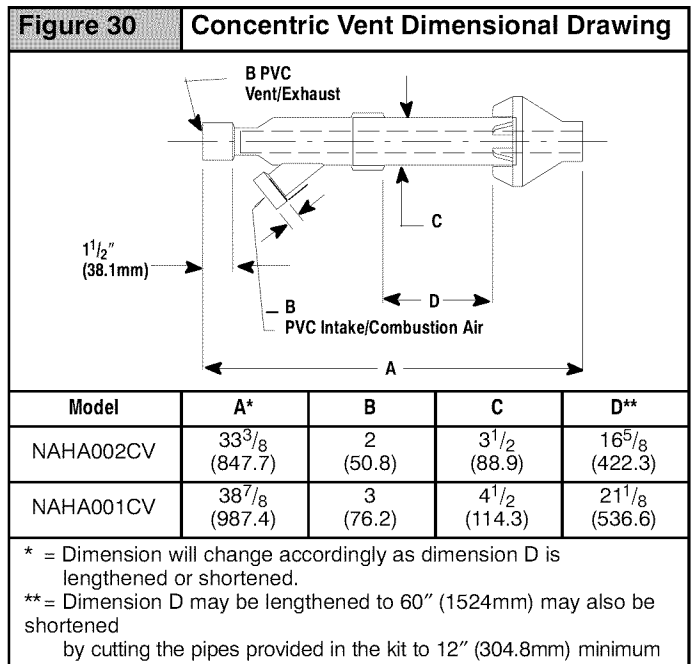 Figure 30
Concentric Vent Dimensional Drawing
B PVC
Vent/Exhaust
C
1 1/2″
(38.1mm)
D
B
PVC Intake/Combustion Air
A
Model A* B C D**
NAHA002CV 33 3/8 (847.7) 2 (50.8) 3 1/2 (88.9) 16 5/8 (422.3)
NAHA001CV 38 7/8 (987.4) 3 (76.2) 4 1/2 (114.3) 21 1/8 (536.6)
* = Dimension will change accordingly as dimension D is
lengthened or shortened.
** = Dimension D may be lengthened to 60″ (1524mm) may also be
shortened
by cutting the pipes provided in the kit to 12″ (304.8mm) minimum